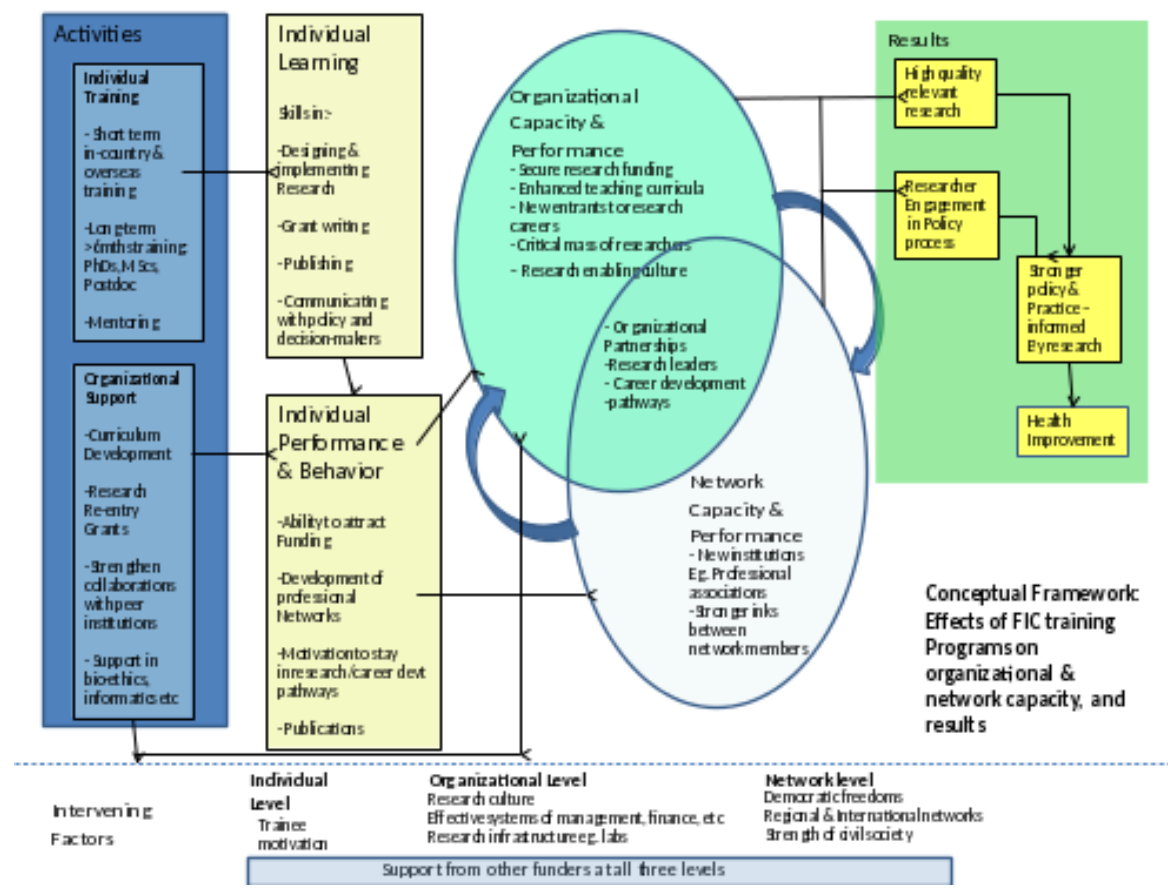 Activities
Individual
Training
- Short term
in-country &
overseas
training
-Long term
>6mths training:
PhDs, MScs,
Postdoc
-Mentoring
Organizational
Support
-Curriculum
Development
-Research
Re-entry
Grants
-Strengthen
collaborations
with peer
institutions
-Support in
bio-ethics,
informatics etc
Individual
Learning
Skills in:-
-Designing &
implementing
Research
-Grant writing
-Publishing
-Communicating
with policy and
decision-makers
Individual
Performance
& Behavior
-Ability to attract
Funding
-Development of
professional
Networks
-Motivation to stay
in research/career devt
pathways
-Publications
Organizational
Capacity &
Performance
- Secure research funding
- Enhanced teaching curricula
- New entrants to research
careers
-Critical mass of researchers
- Research enabling culture
- Organizational
Partnerships
-Research leaders
- Career development
-pathways
Network
Capacity &
Performance
- New institutions
Eg. Professional
associations
-Stronger inks
between
network members
Results
High quality
relevant
research
Researcher
Engagement
in Policy
process
Stronger
policy &
Practice -
informed
By research
Health
Improvement
Conceptual Framework:
Effects of FIC training
Programs on
organizational &
network capacity, and
results
Intervening
Factors
Individual
Level
Trainee
motivation
Organizational Level
Research culture
Effective systems of management, finance, etc
Research infrastructure eg. labs
Network level
Democratic freedoms
Regional & International networks
Strength of civil society
Support from other funders at all three levels